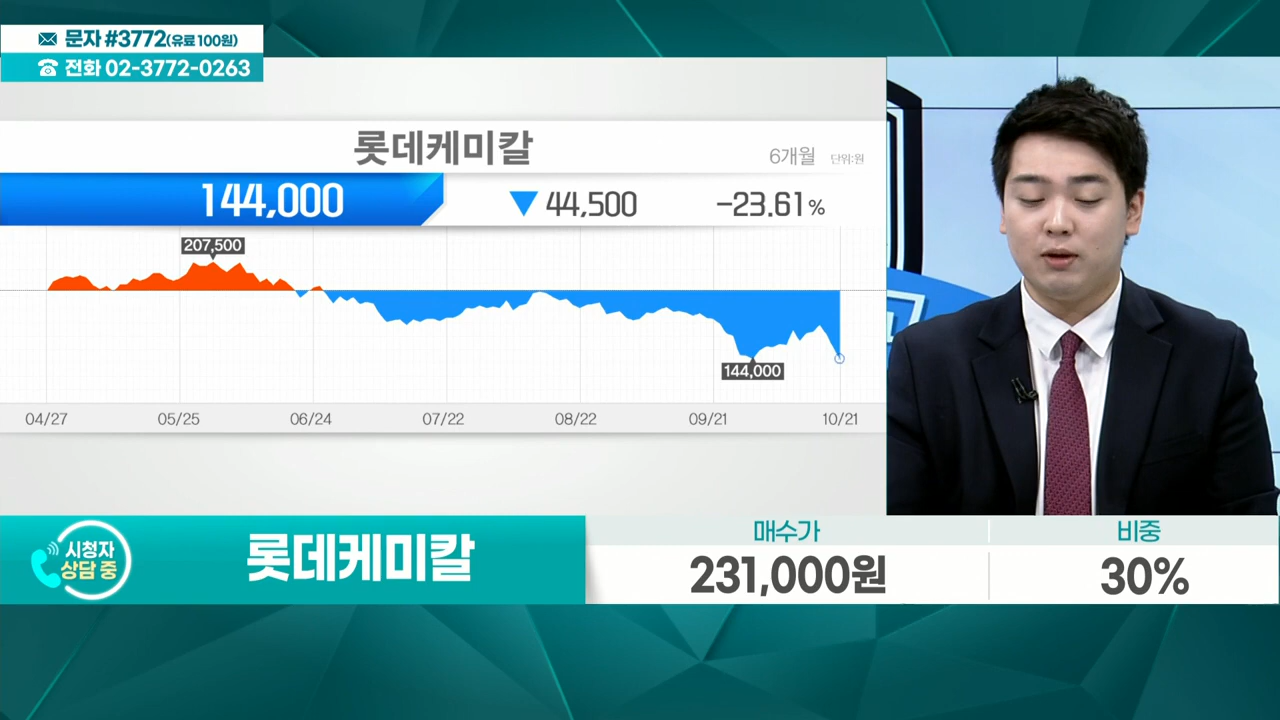 문자 #3772(유료 100원)
전화 02-3772-0263
롯데케미칼
6개월 단위:원
144,000 ▼ 44,500 -23.61%
207,500
144,000
04/27 05/25 06/24 07/22 08/22 09/21 10/21
시청자
상담 중
롯데케미칼
매수가 비중
231,000원 30%